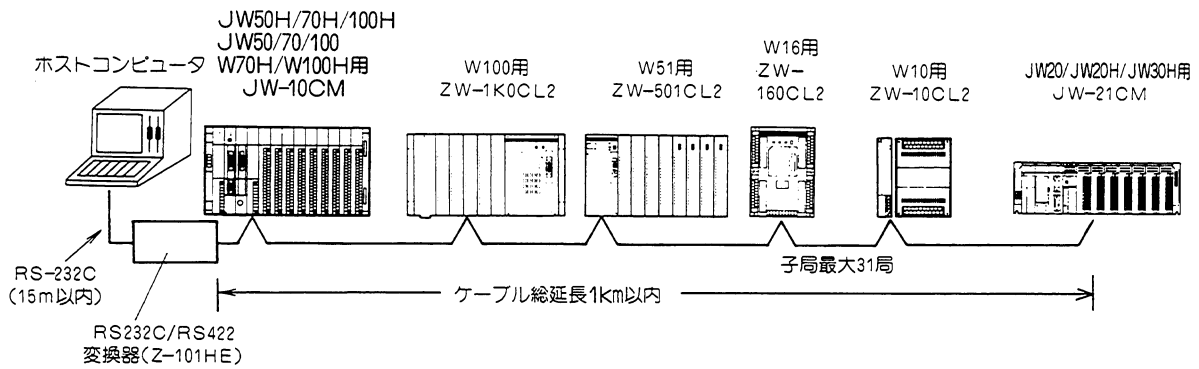 ホストコンピュータ
JW50H/70H/100H
JW50/70/100
W70H/W100H用
JW-10CM
W100用
ZW-1K0CL2
W51用
ZW-501CL2
W16用
ZW-
160CL2
W10用
ZW-10CL2
JW20/JW20H/JW30H用
JW-21CM
子局最大31局
RS-232C
(15m以内)
ケーブル総延長1Km以内
RS232C/RS422
変換器(Z-101HE)